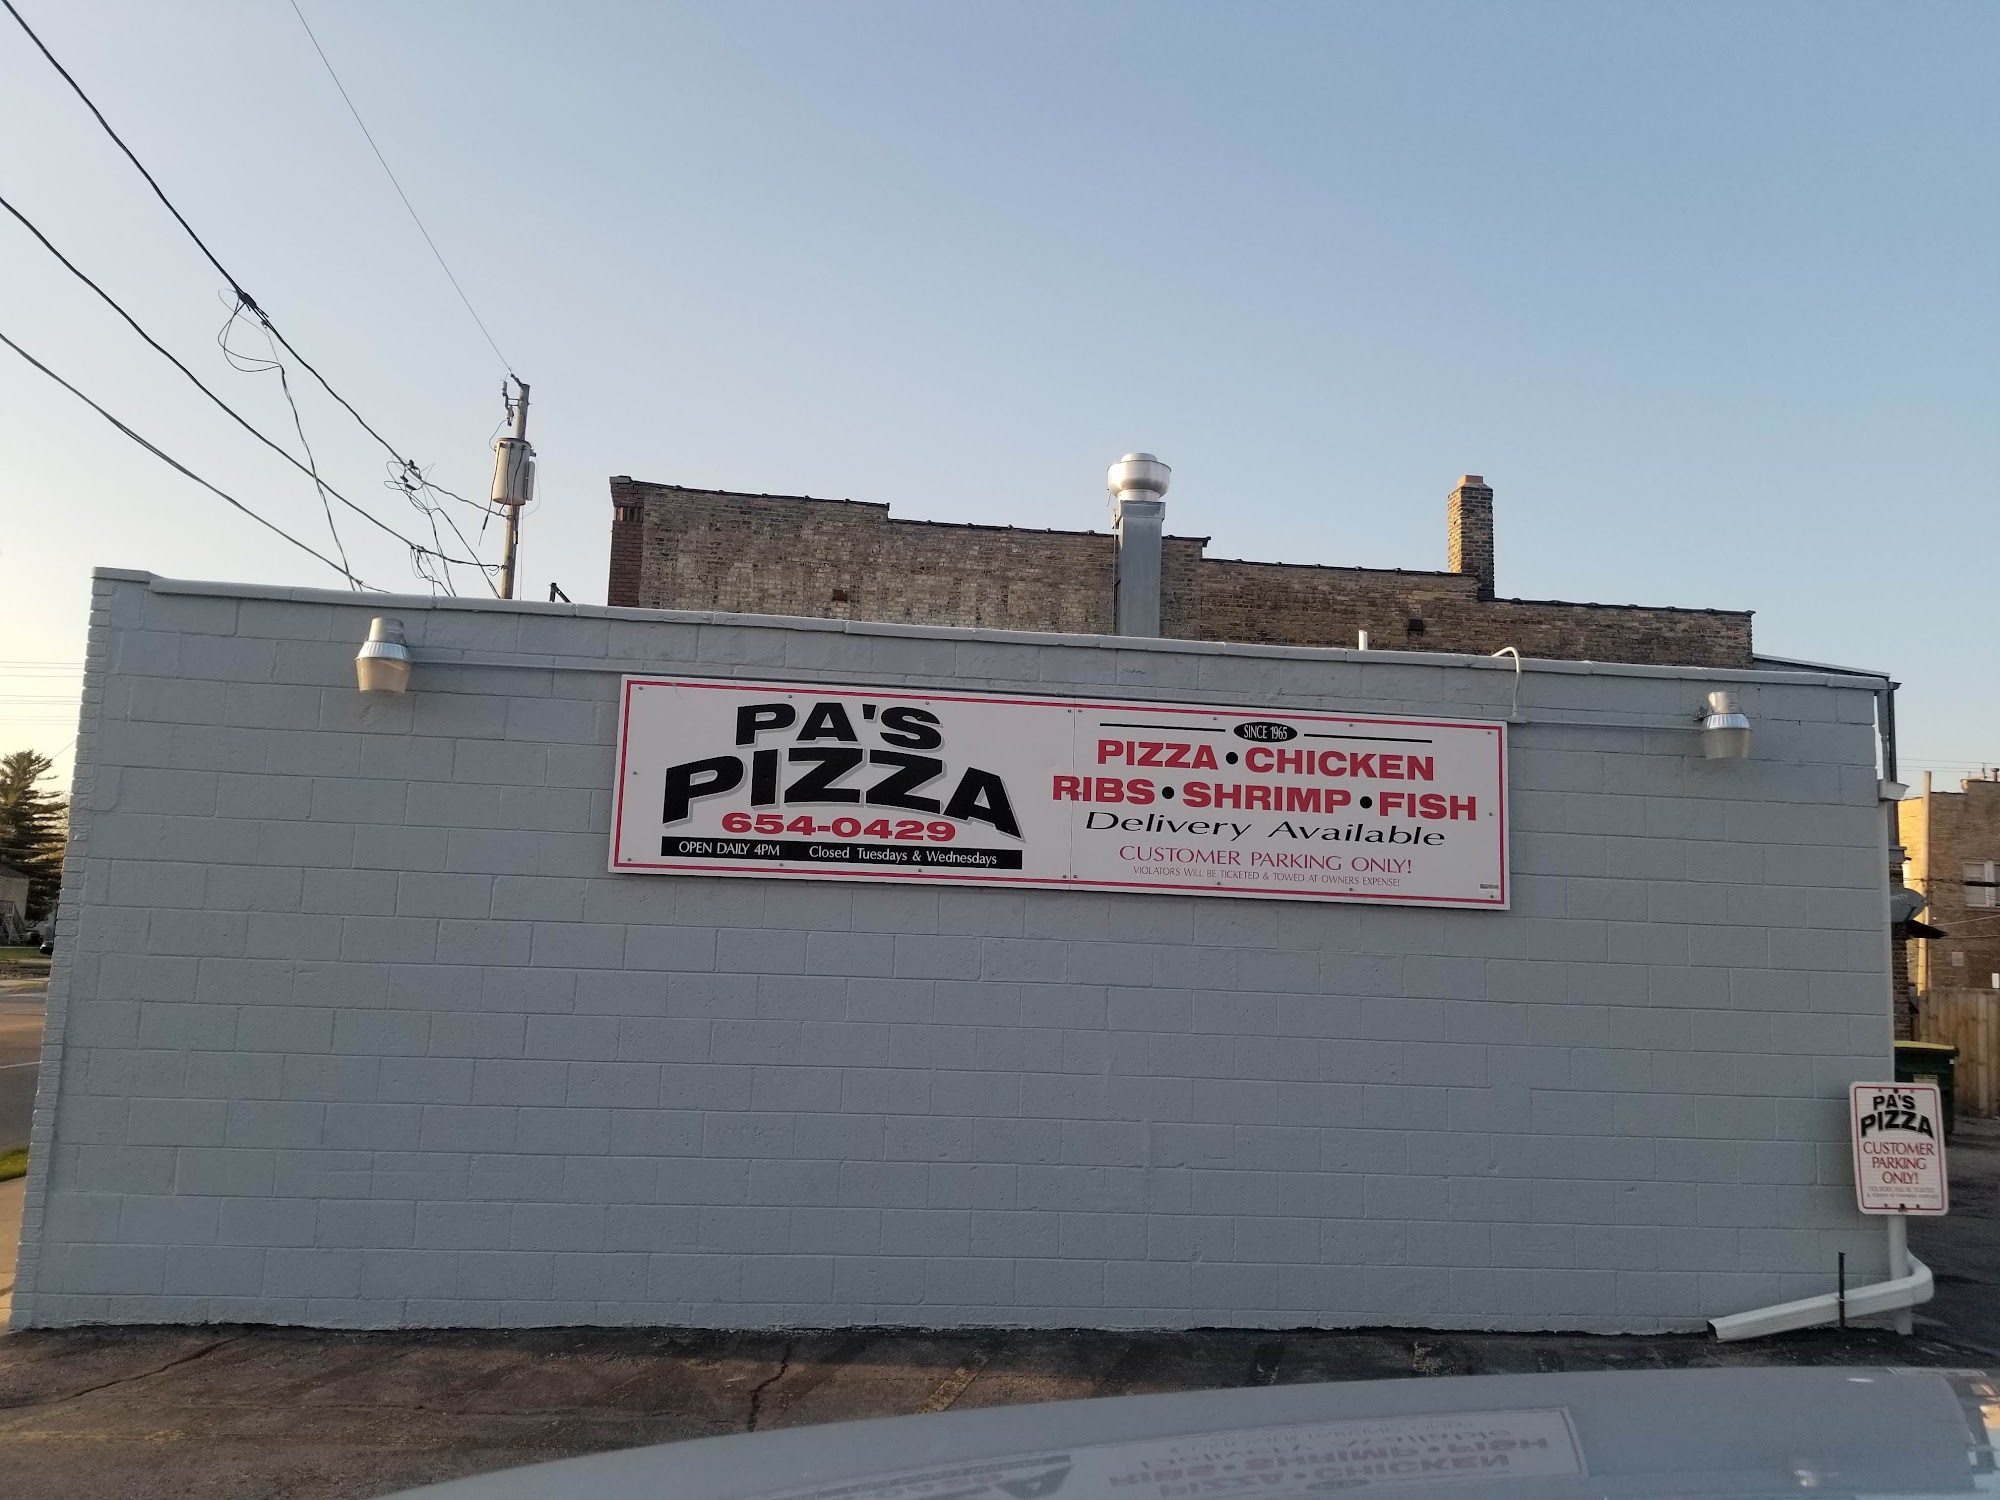 PA'S
PIZZA
654-0429
OPEN DAILY 4PM Closed Tuesdays & Wednesdays
SINCE 1965
PIZZA • CHICKEN
RIBS • SHRIMP • FISH
Delivery Available
CUSTOMER PARKING ONLY!
VIOLATORS WILL BE TICKETED & TOWED AT OWNERS EXPENSE!
PA'S
PIZZA
CUSTOMER
PARKING
ONLY!